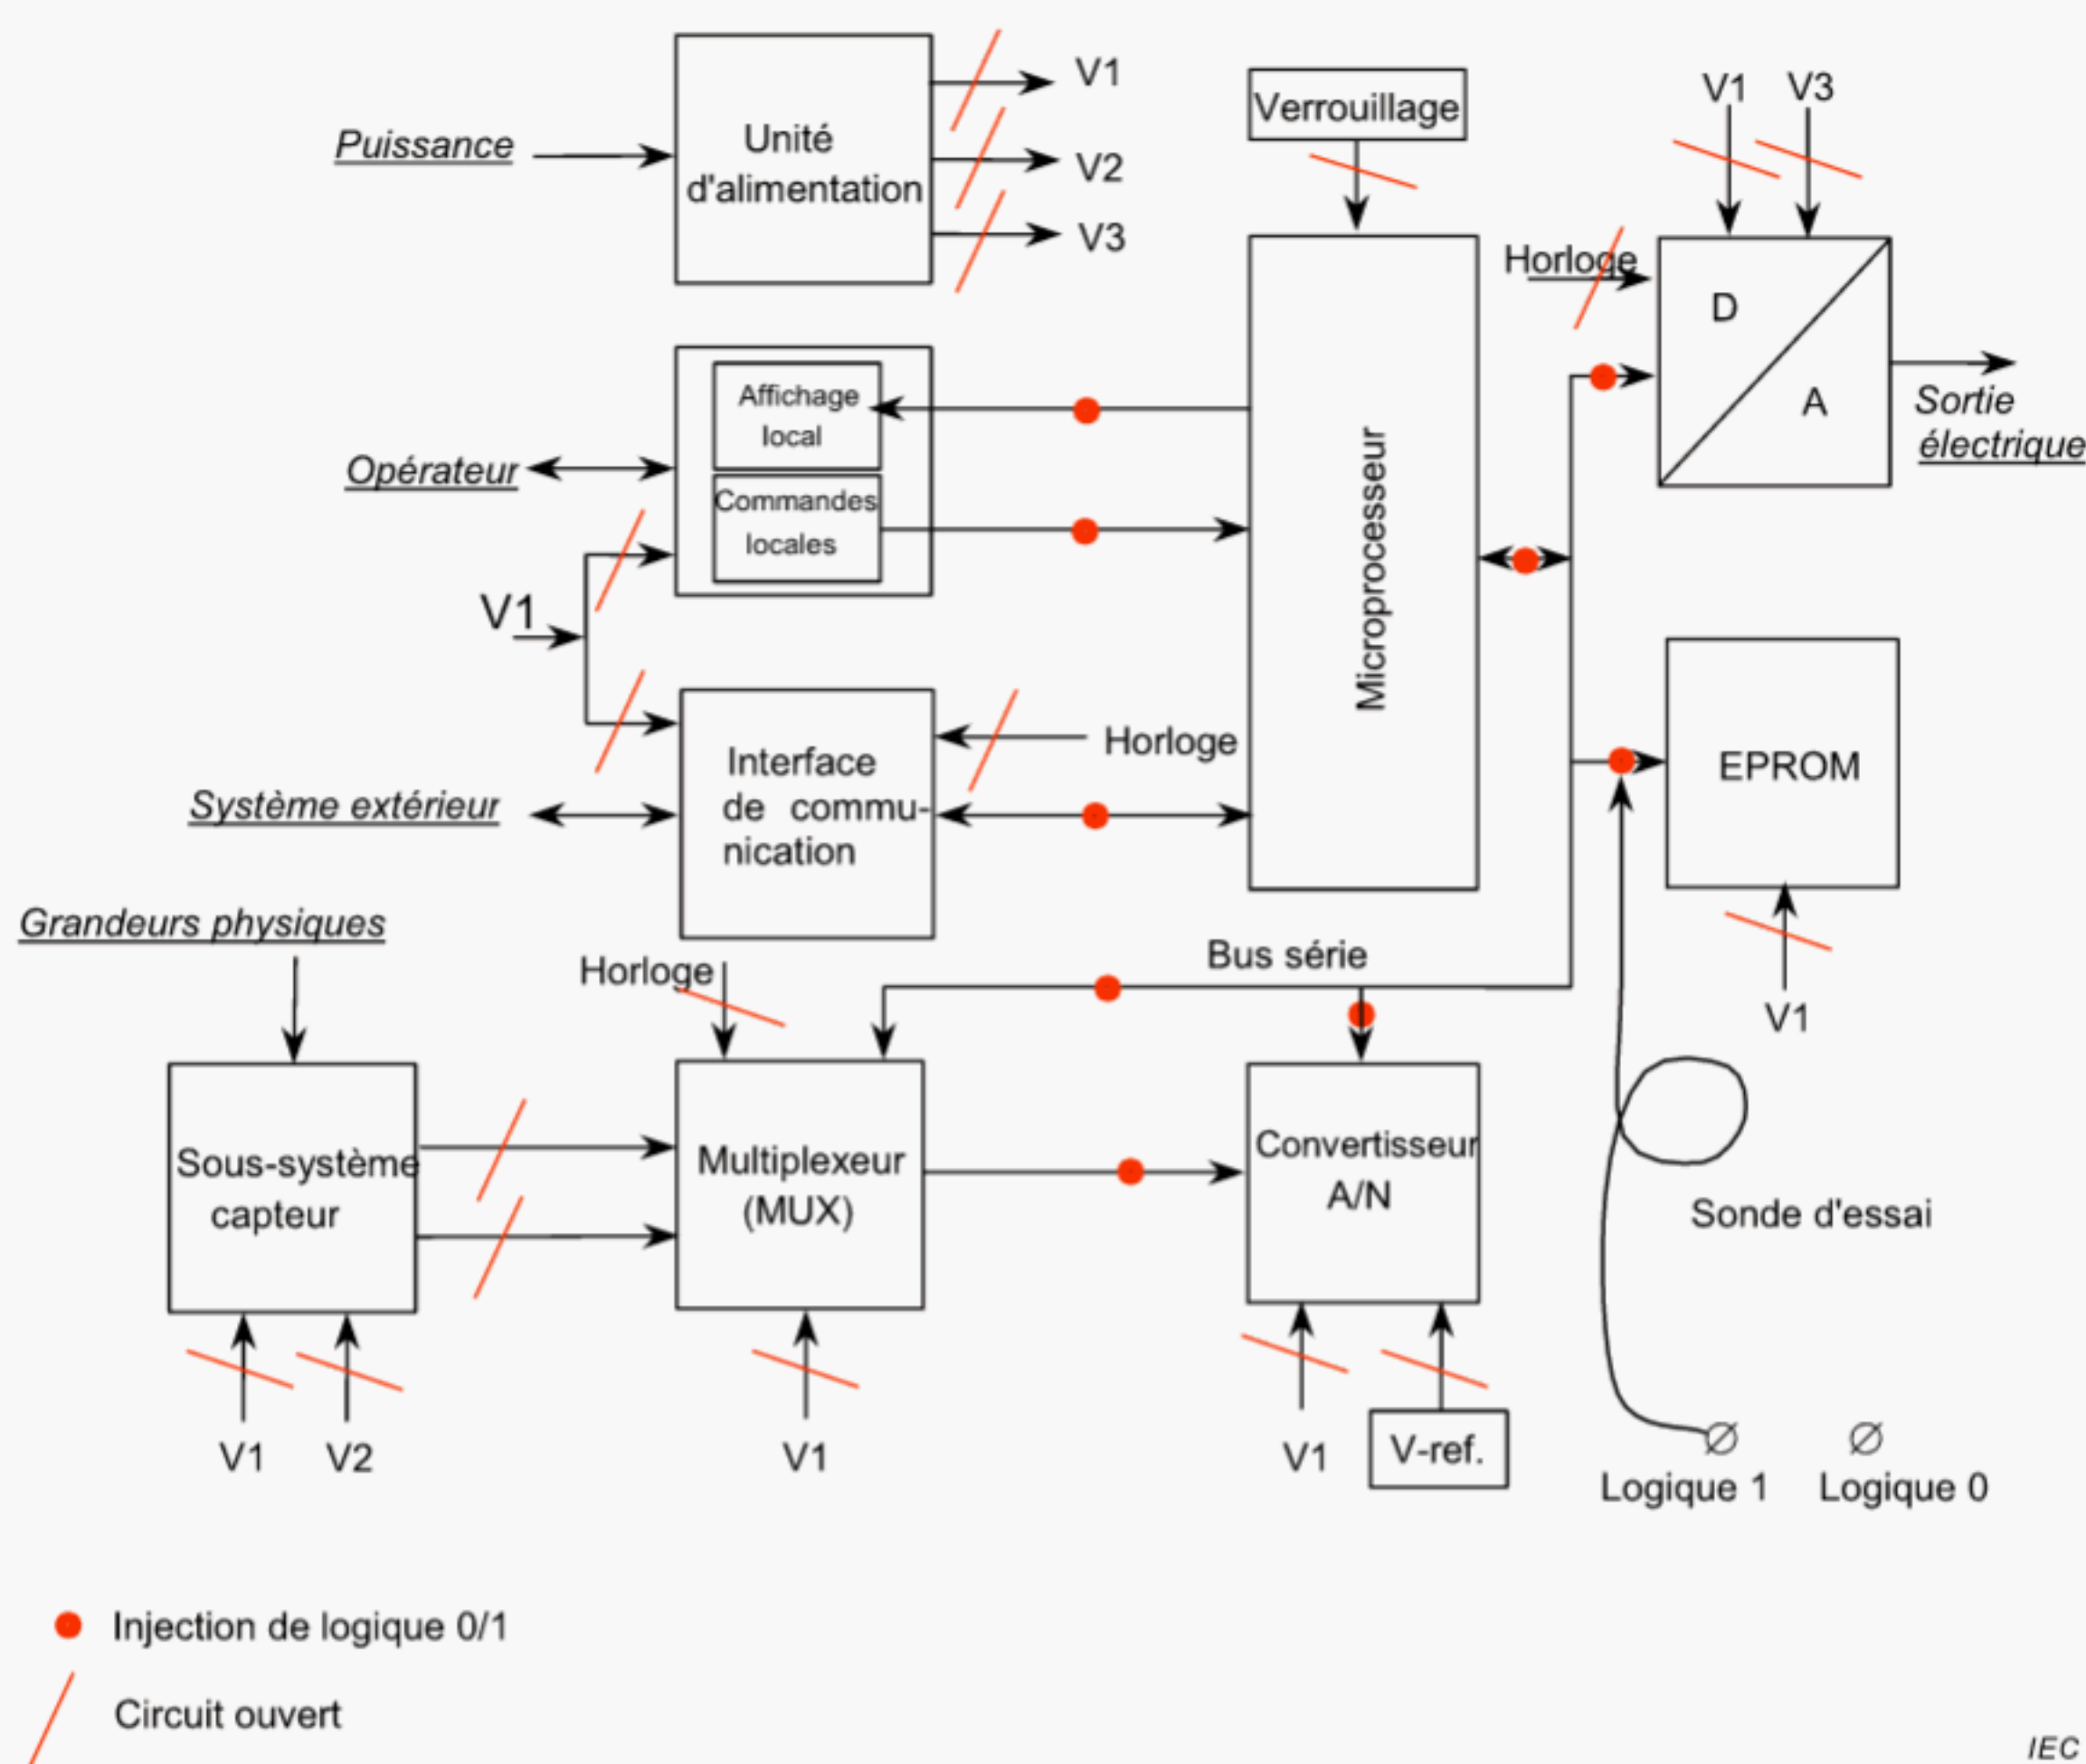 V1
Puissance
Unité
d'alimentation
V2
V3
Verrouillage
V1
V3
Horloge
D
A
Sortie
électrique
Affichage
local
Opérateur
Commandes
locales
V1
Microprocesseur
Interface
de commu-
nication
Horloge
Système extérieur
EPROM
V1
Grandeurs physiques
Horloge
Bus série
Sous-système
capteur
Multiplexeur
(MUX)
Convertisseur
A/N
Sonde d'essai
V1
V2
V1
V1
V-ref.
Logique 1
Logique 0
Injection de logique 0/1
Circuit ouvert
IEC